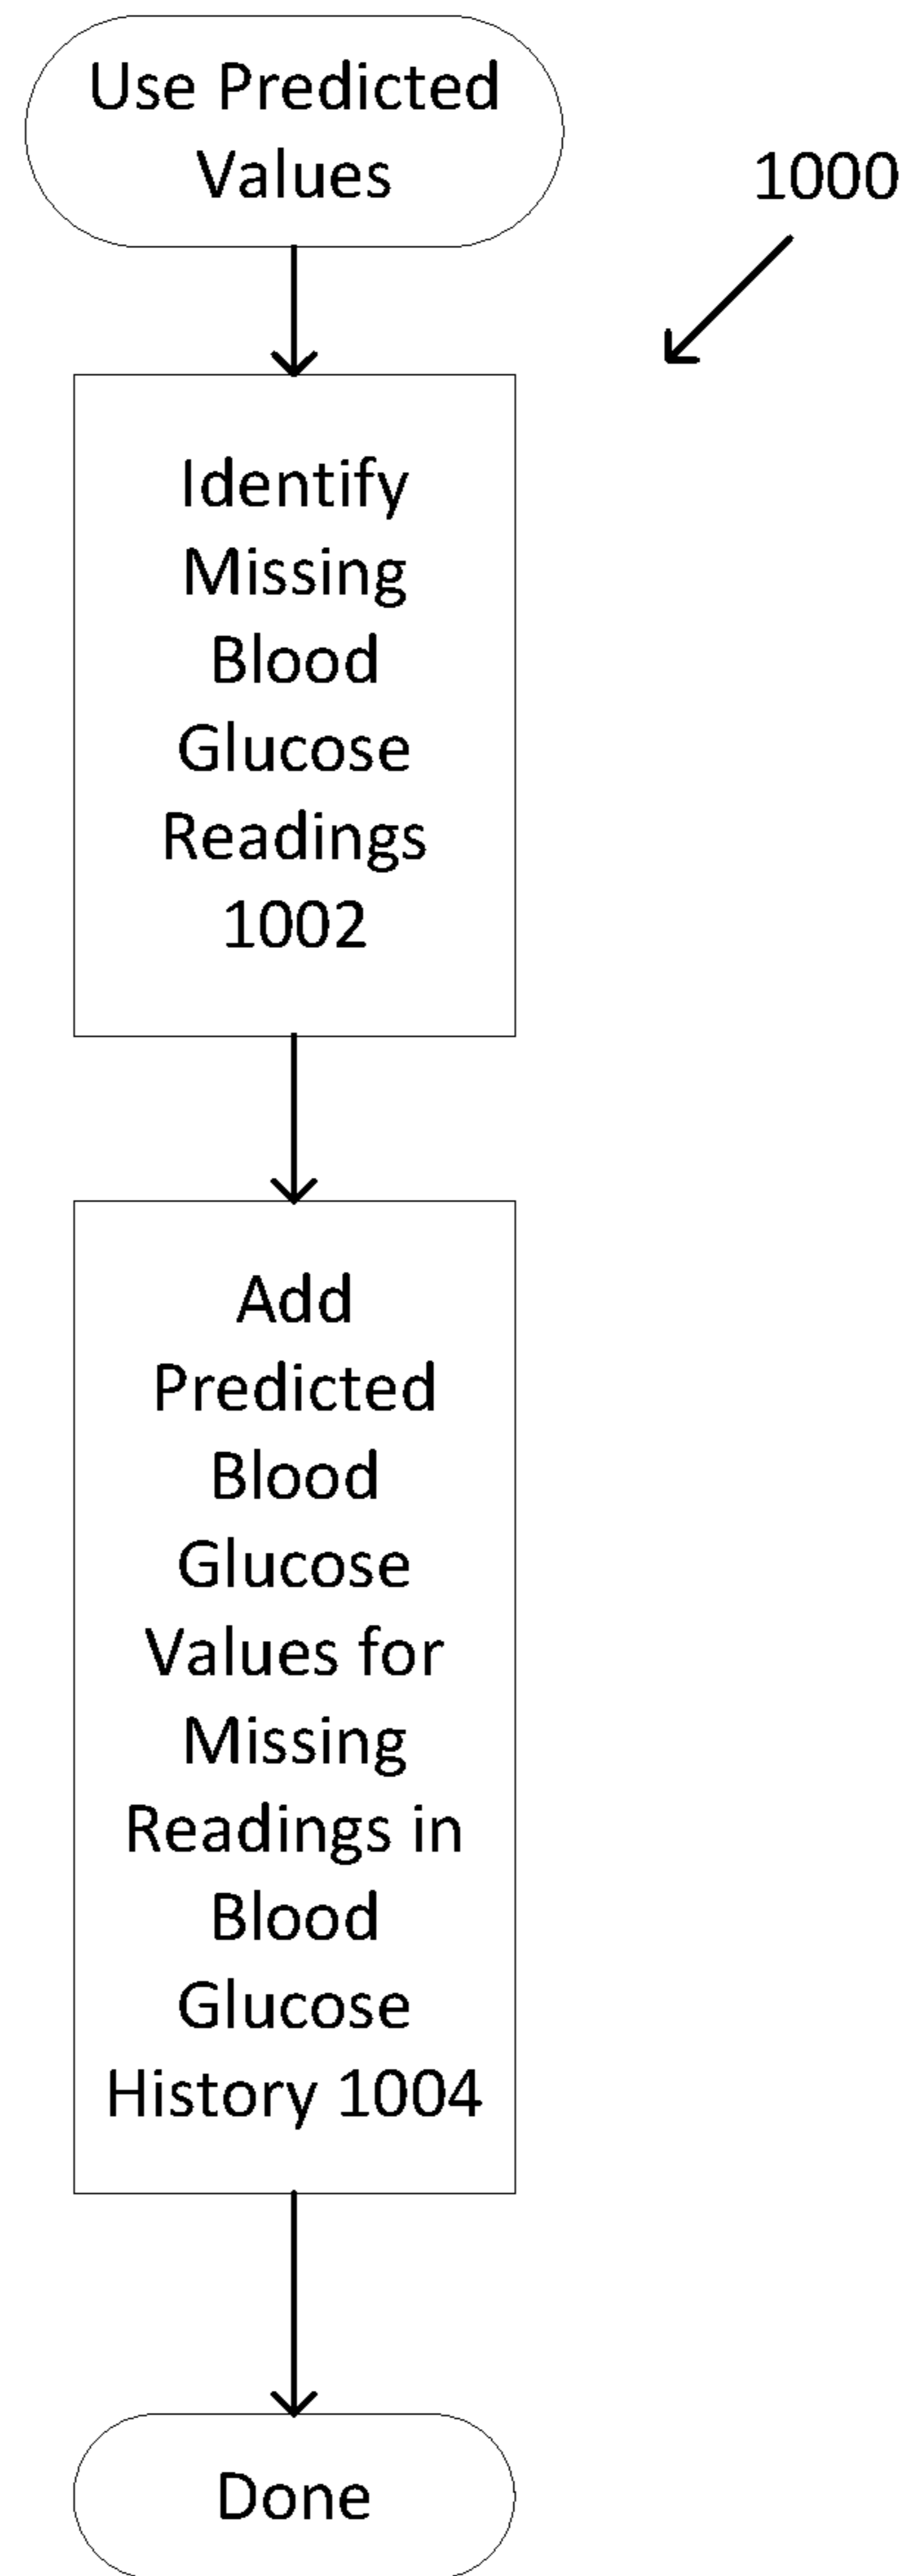 Use Predicted
Values
1000
Identify
Missing
Blood
Glucose
Readings
1002
Add
Predicted
Blood
Glucose
Values for
Missing
Readings in
Blood
Glucose
History 1004
Done